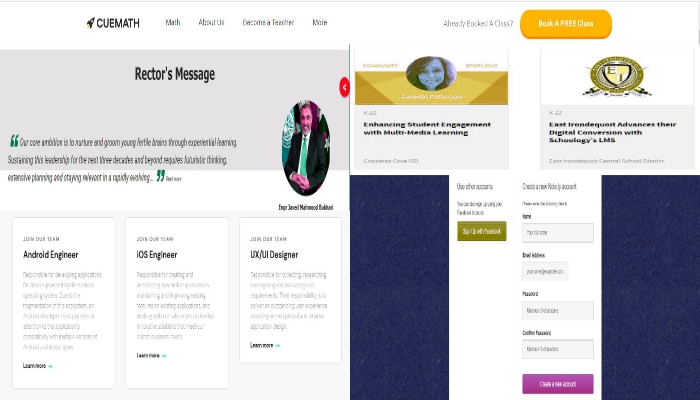 CUEMATH
Math
About Us
Become a Teacher
More
Already Booked A Class?
Book A FREE Class
Rector's Message
Our core ambition is to nurture and groom young fertile brains through experiential learning.
Sustaining this leadership for the next three decades and beyond requires futuristic thinking,
extensive planning and staying relevant in a rapidly evolving...
Read more
Engr Javed Mahmood Bukhari
COMMUNITY
SPOTLIGHT
Danielle Patterson
K-12
Enhancing Student Engagement
with Multi-Media Learning
Copperas Cove ISD
EI
K-12
East Irondequoit Advances their
Digital Conversion with
Schoology's LMS
East Irondequoit Central School District
JOIN OUR TEAM
Android Engineer
Responsible for developing applications
for devices powered by the Android
operating system. Due to the
fragmentation of this ecosystem, an
Android developer must pay special
attention to the application's
compatibility with multiple versions of
Android and device types.
Learn more →
JOIN OUR TEAM
iOS Engineer
Responsible for creating and
architecting new mobile applications,
maintaining and improving existing
features on existing applications, and
working with our sales team to develop
innovative solutions that meet our
clients' business needs.
Learn more →
JOIN OUR TEAM
UX/UI Designer
Responsible for collecting, researching,
investigating and evaluating user
requirements. Their responsibility is to
deliver an outstanding user experience
providing an exceptional and intuitive
application design.
Learn more →
Use other accounts
You can also sign up using your
Facebook Account
Sign Up with Facebook
Create a new Nota.ly account
Please enter the following details
Name
Your full name
Email Address
yourname@example.com
Password
Minimum 6 characters
Confirm Password
Minimum 6 characters
Create a new account